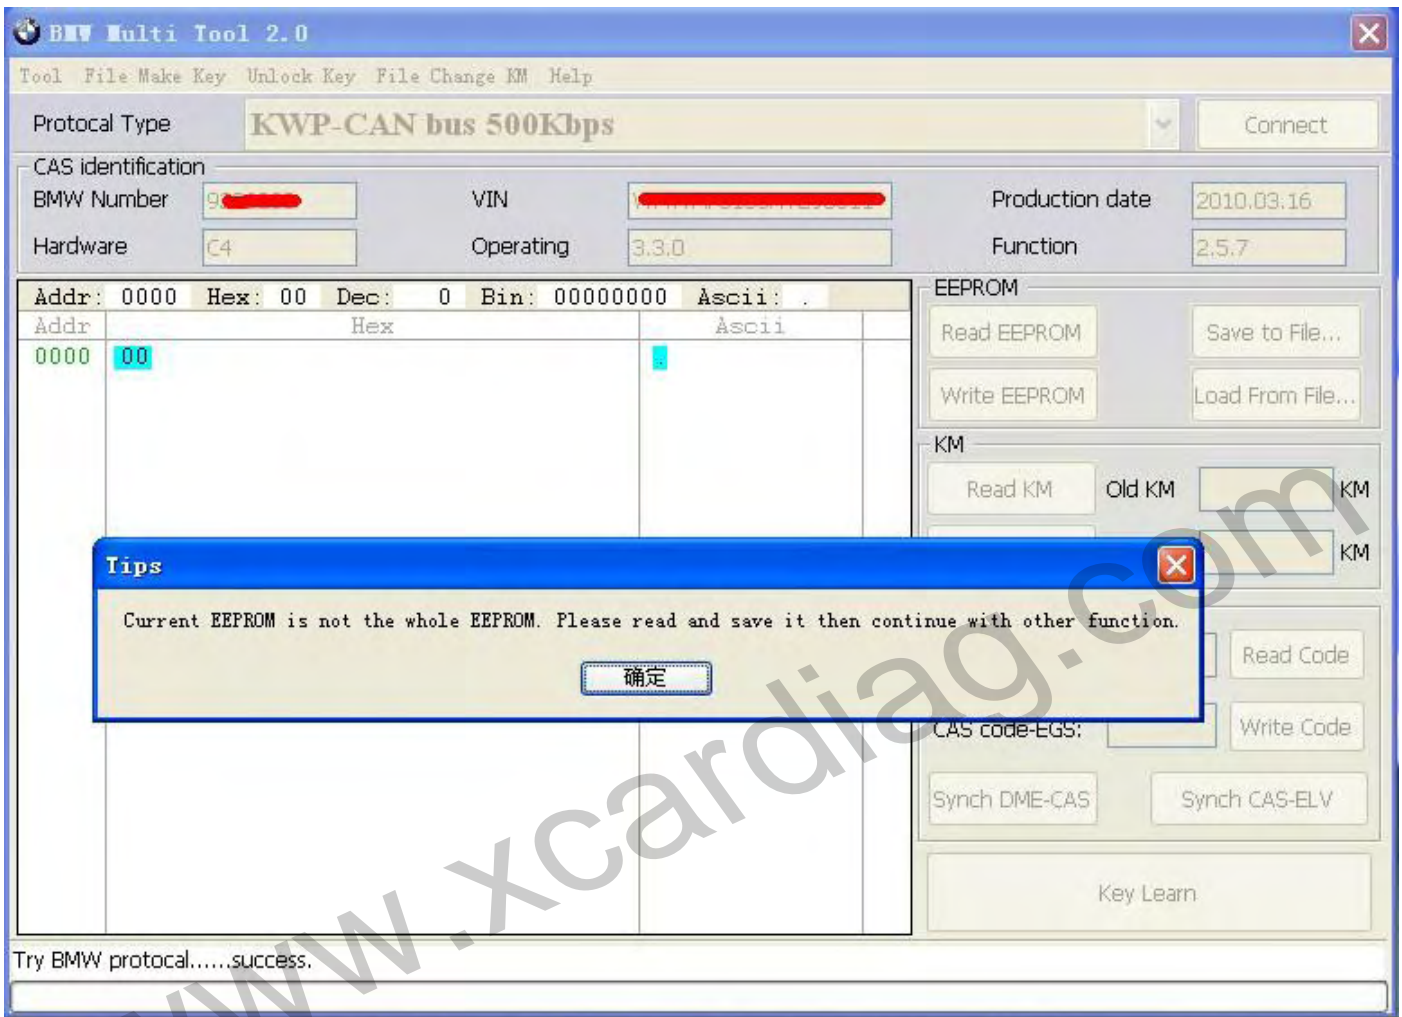 BMW Multi Tool 2.0
Tool File Make Key Unlock Key File Change KM Help
Protocal Type KWP-CAN bus 500Kbps Connect
CAS identification
BMW Number VIN Production date 2010.03.16
Hardware C4 Operating 3.3.0 Function 2.5.7
Addr: 0000 Hex: 00 Dec: 0 Bin: 00000000 Ascii: .
Addr Hex Ascii
0000 00 .
EEPROM
Read EEPROM Save to File...
Write EEPROM Load From File...
KM
Read KM Old KM KM
KM
Tips
Current EEPROM is not the whole EEPROM. Please read and save it then continue with other function.
确定
Read Code
CAS code-EGS: Write Code
Synch DME-CAS Synch CAS-ELV
Key Learn
Try BMW protocal......success.
www.xcardiag.com